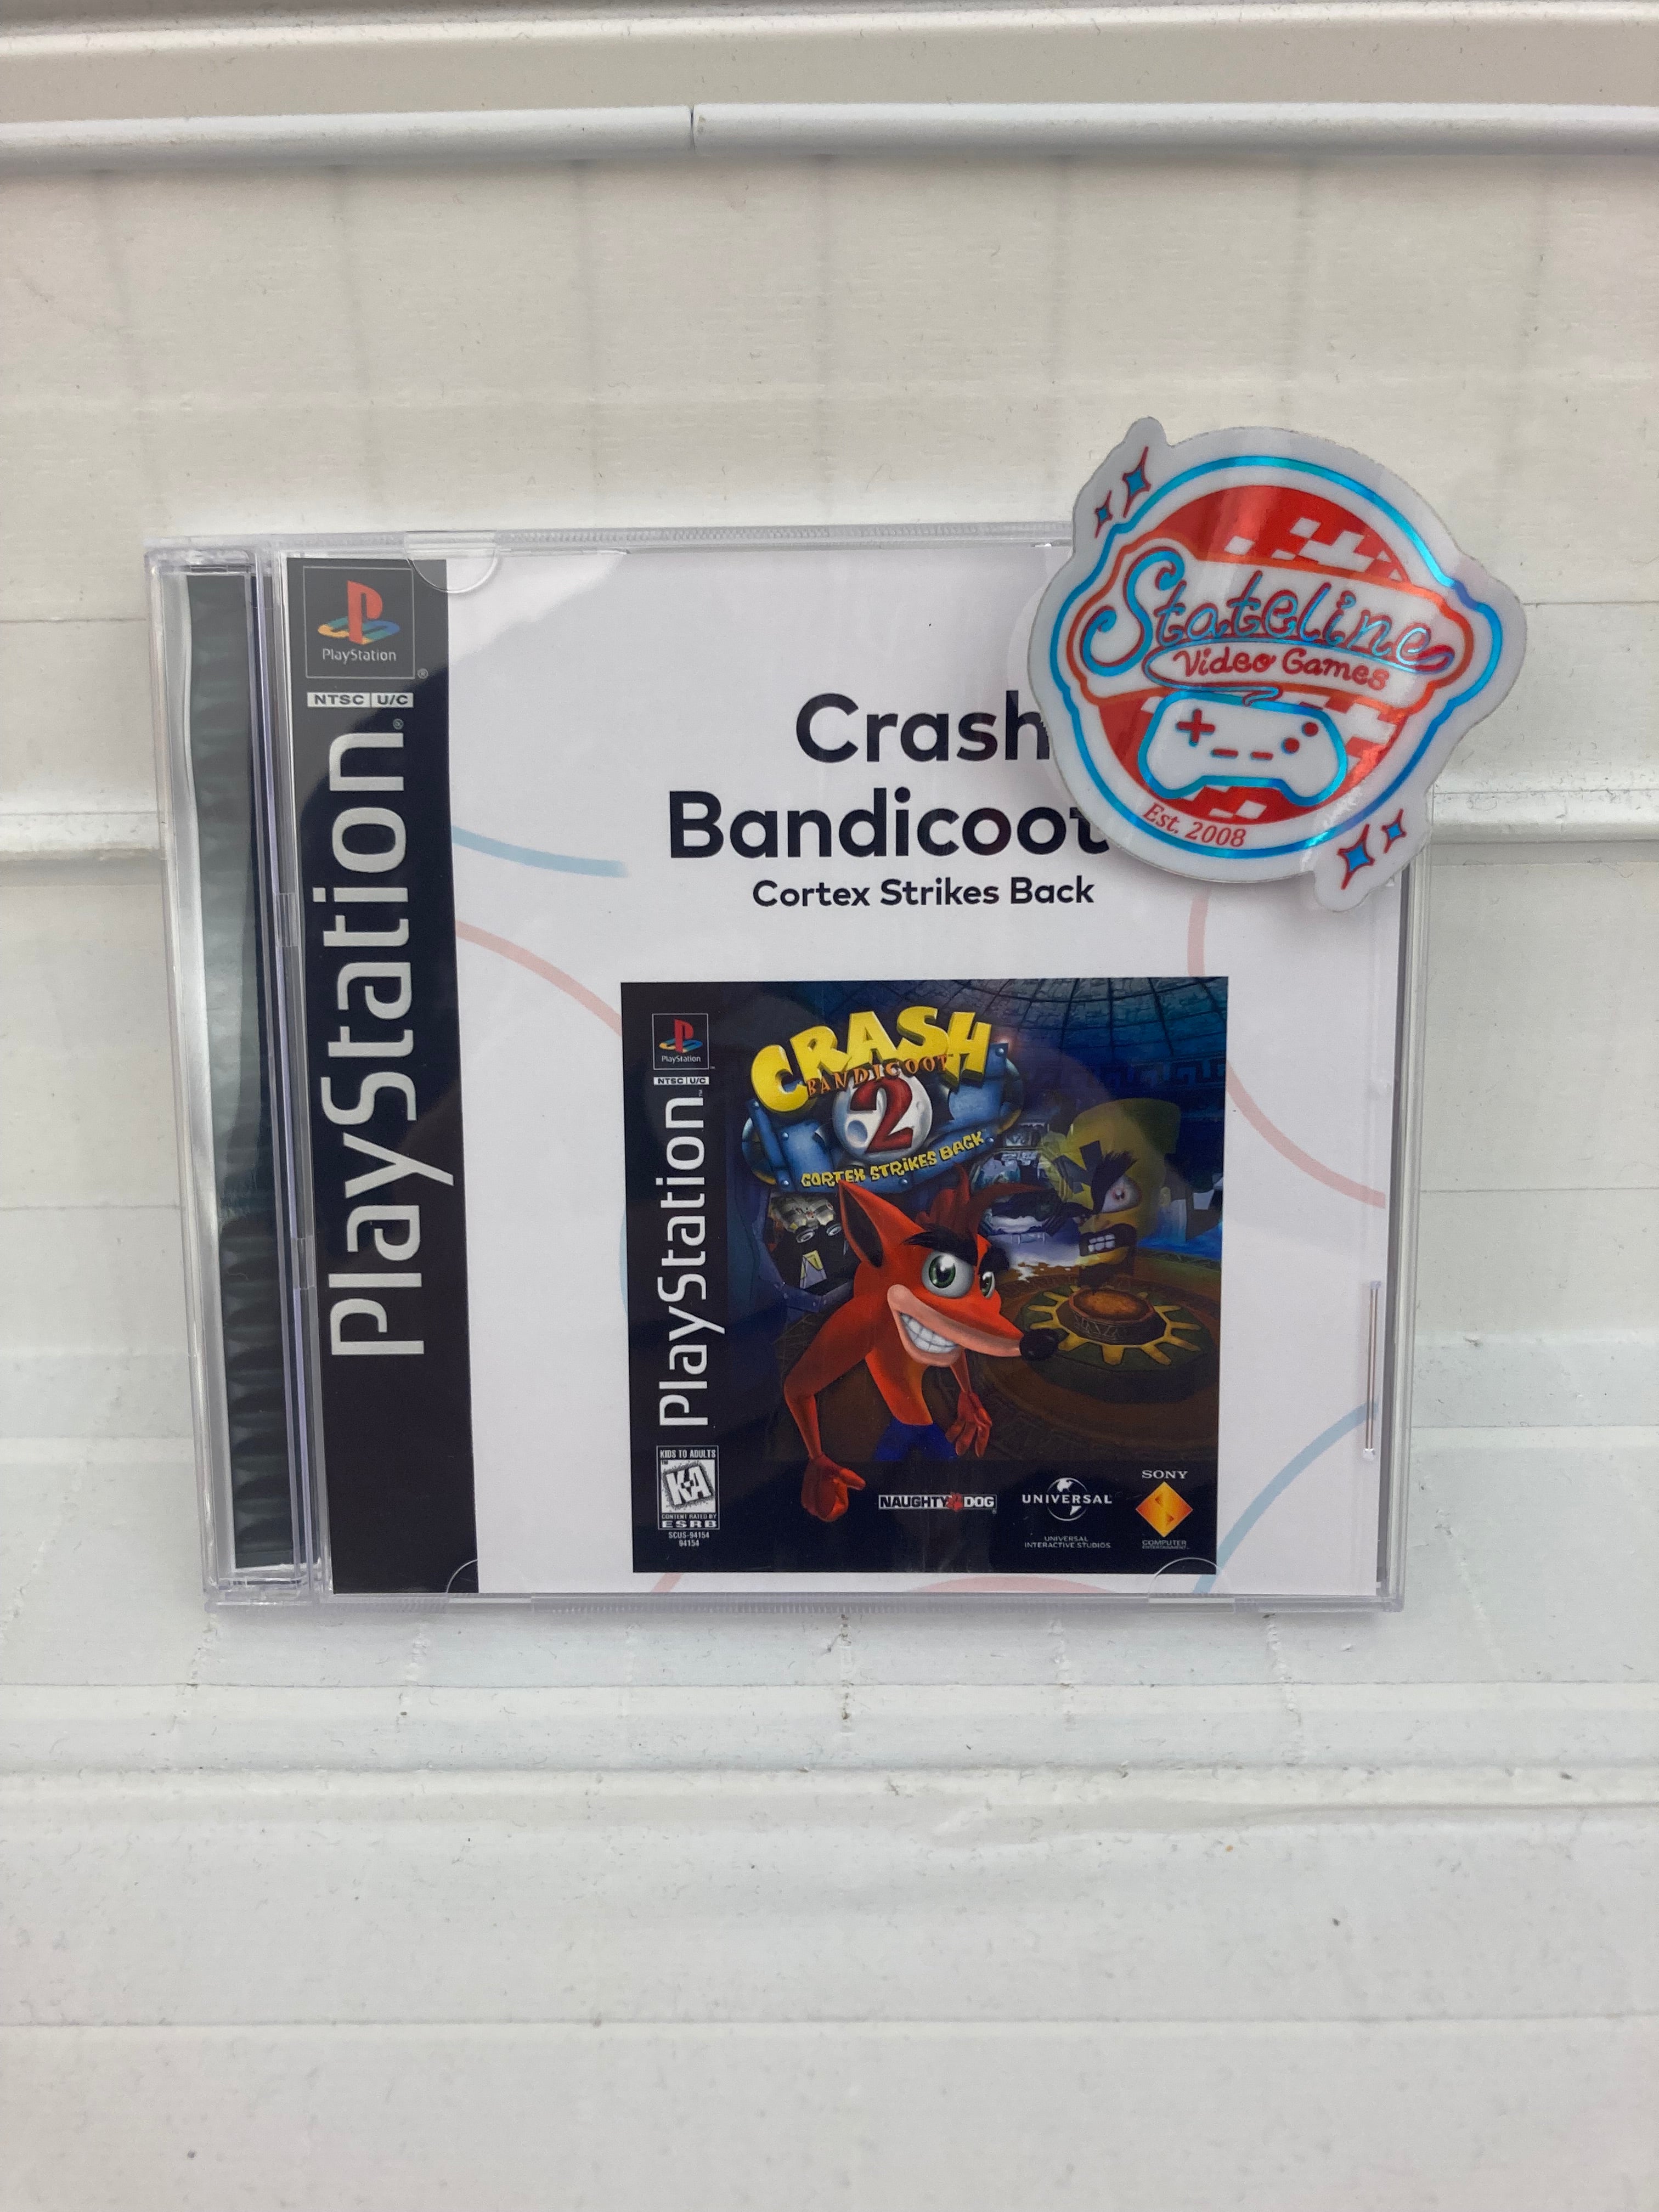 PlayStation
®
NTSC U/C
PlayStation®
Crash
Bandicoot
Cortex Strikes Back
Stateline
Video Games
Est. 2008
PlayStation
NTSC U/C
PlayStation
CRASH
BANDICOOT
2
CORTEX STRIKES BACK
KIDS TO ADULTS
K-A
CONTENT RATED BY
ESRB
SCUS-94154
94154
NAUGHTY DOG
UNIVERSAL
UNIVERSAL
INTERACTIVE STUDIOS
SONY
COMPUTER
ENTERTAINMENT